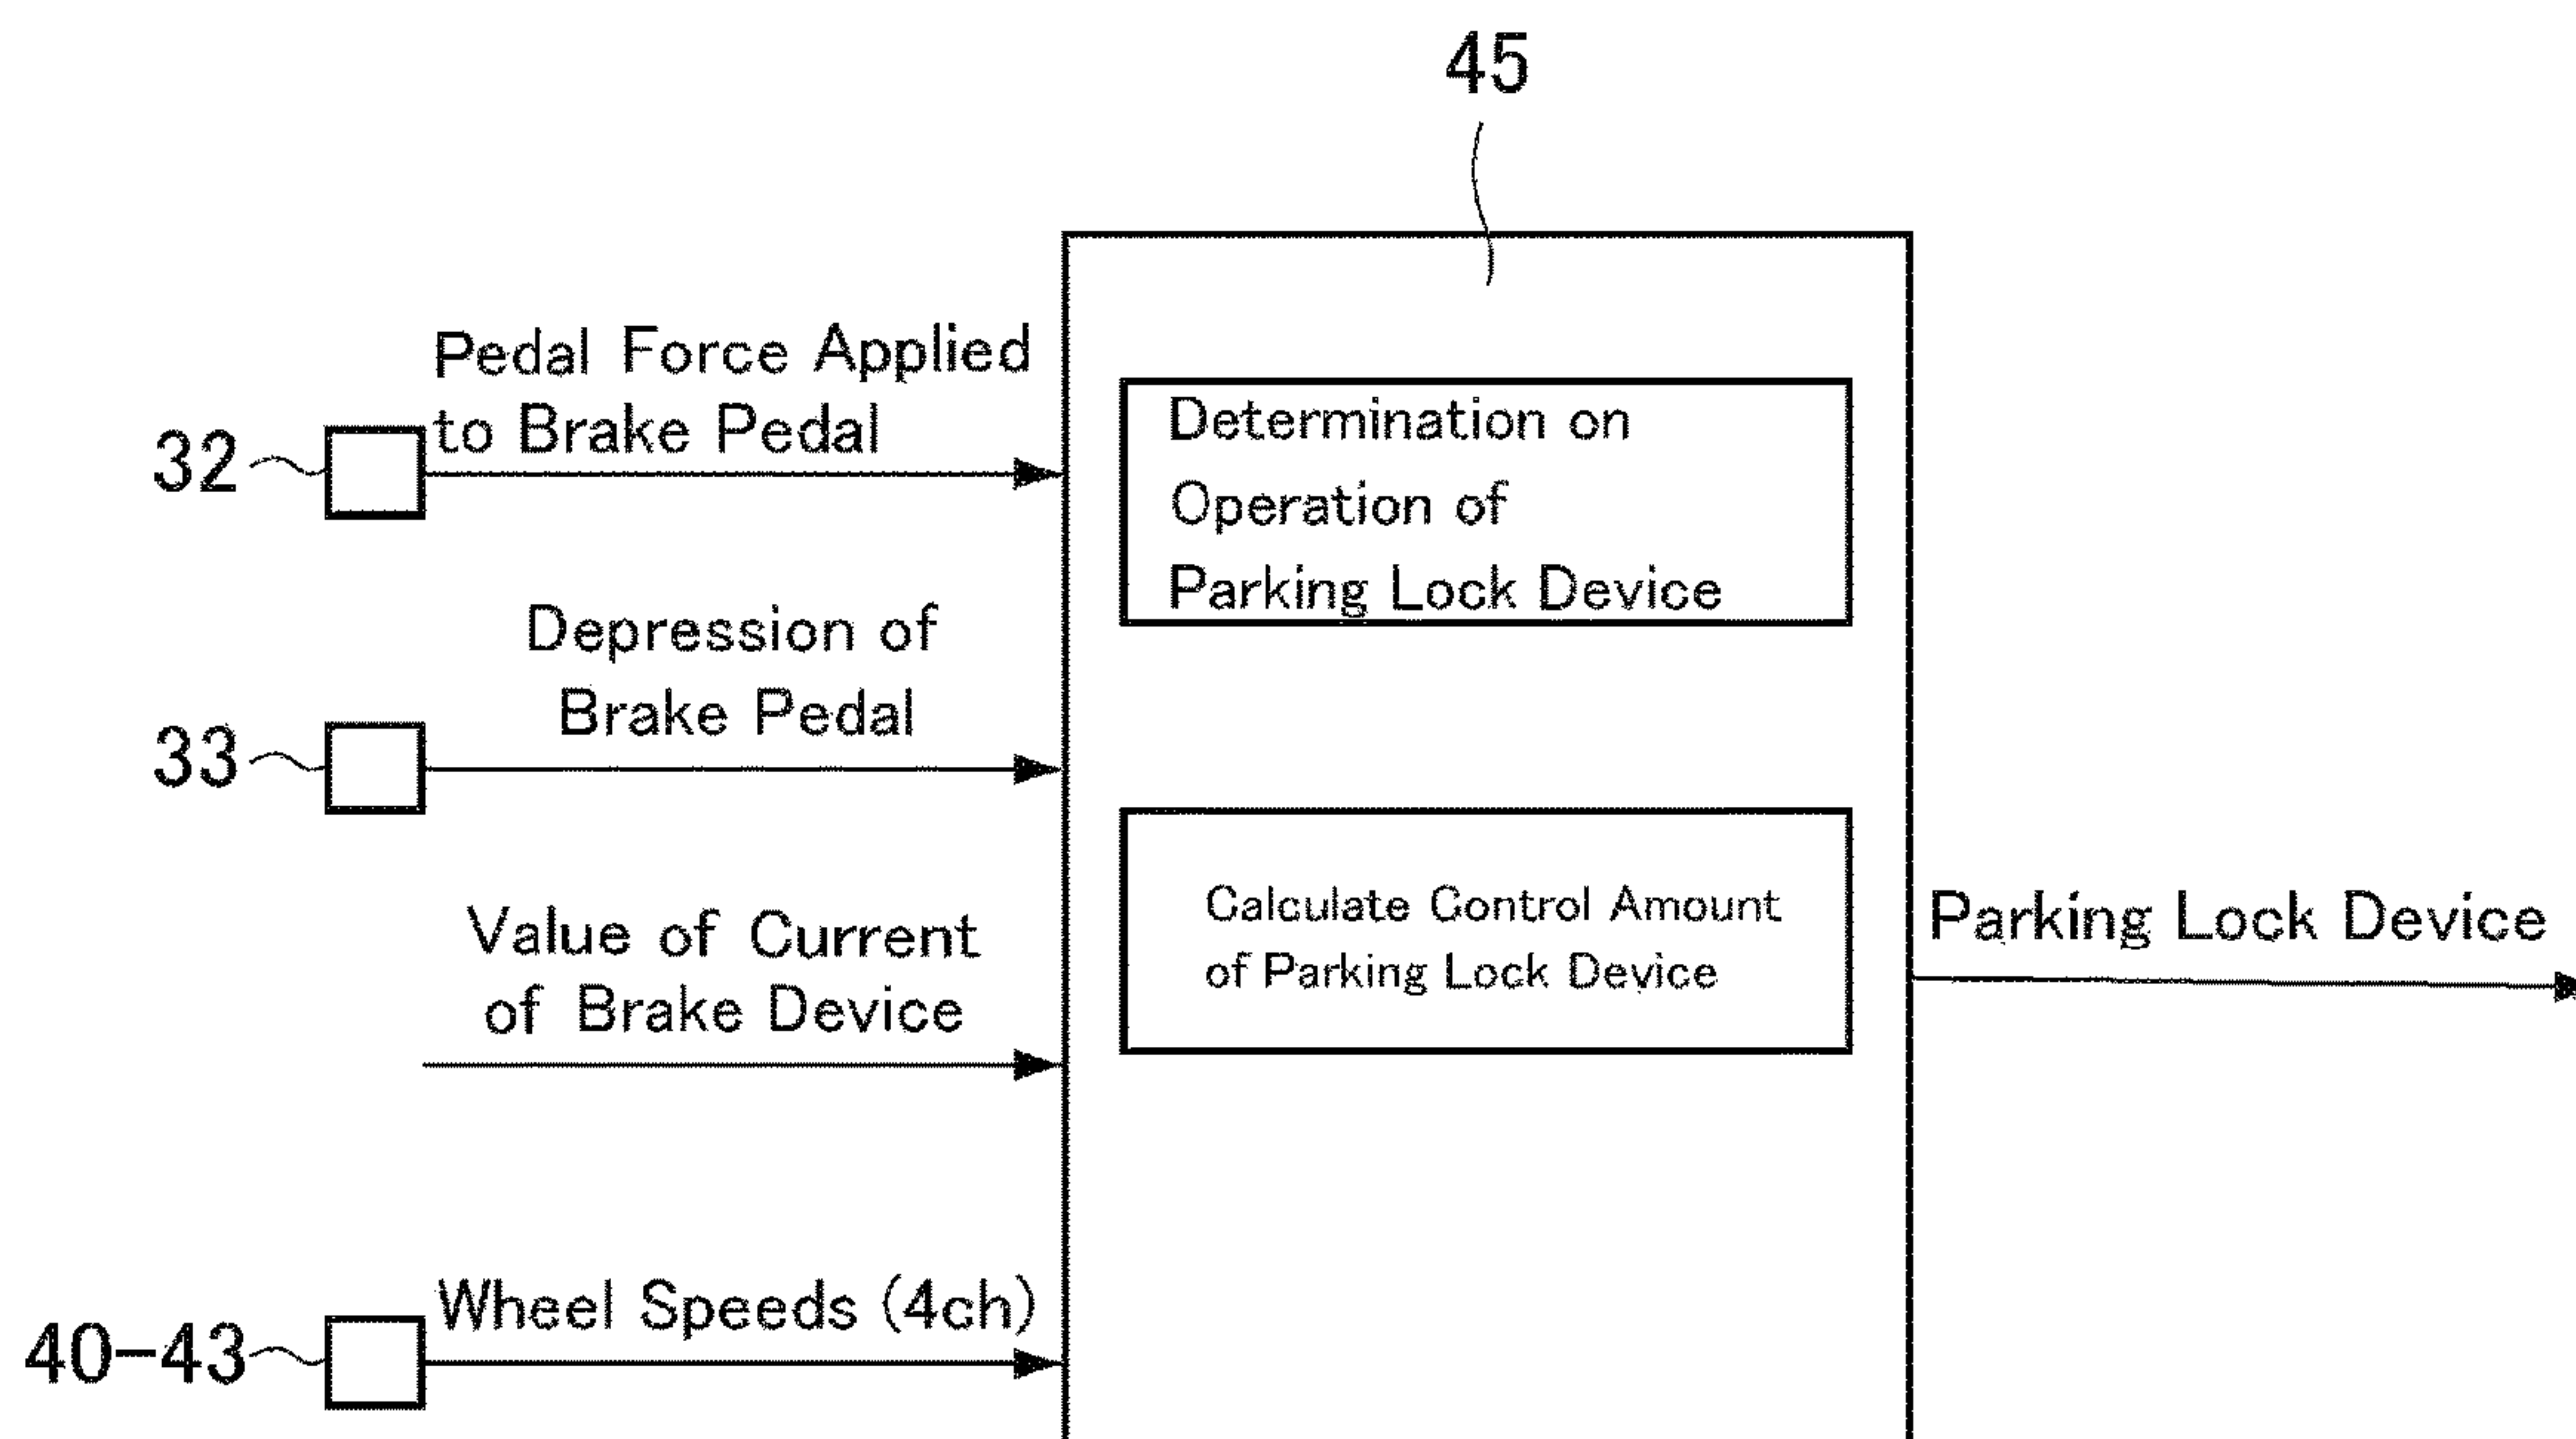 45
Pedal Force Applied
to Brake Pedal
32
Determination on
Operation of
Parking Lock Device
Depression of
Brake Pedal
33
Calculate Control Amount
of Parking Lock Device
Value of Current
of Brake Device
Parking Lock Device
Wheel Speeds (4ch)
40-43